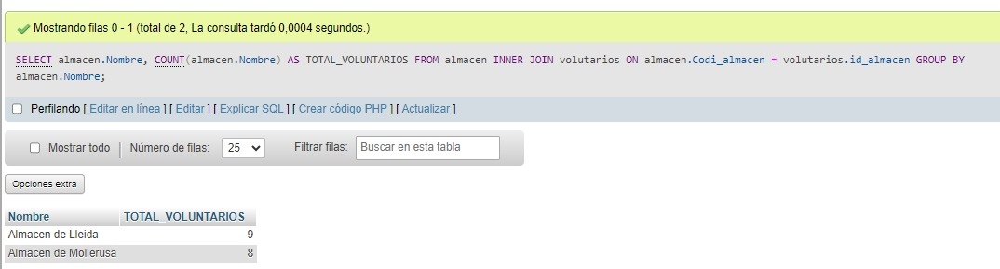 Mostrando filas 0 - 1 (total de 2, La consulta tardó 0,0004 segundos.)
SELECT almacen.Nombre, COUNT(almacen.Nombre) AS TOTAL_VOLUNTARIOS FROM almacen INNER JOIN volutarios ON almacen.Codi_almacen = volutarios.id_almacen GROUP BY
almacen.Nombre;
Perfilando [ Editar en línea ] [ Editar ] [ Explicar SQL ] [ Crear código PHP ] [ Actualizar ]
Mostrar todo | Número de filas: 25 Filtrar filas: Buscar en esta tabla
Opciones extra
Nombre TOTAL_VOLUNTARIOS
Almacen de Lleida 9
Almacen de Mollerusa 8